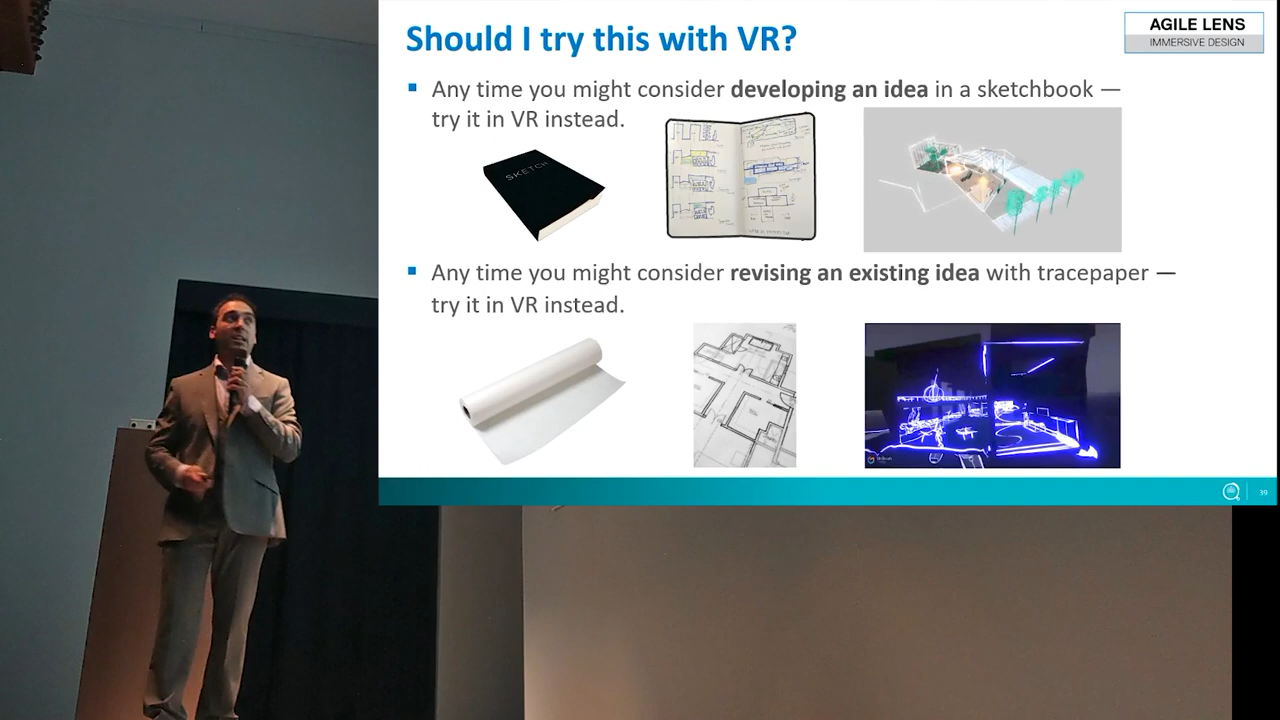 Should I try this with VR?
AGILE LENS
IMMERSIVE DESIGN
Any time you might consider developing an idea in a sketchbook —
try it in VR instead.
SKETCH
Any time you might consider revising an existing idea with tracepaper —
try it in VR instead.
39